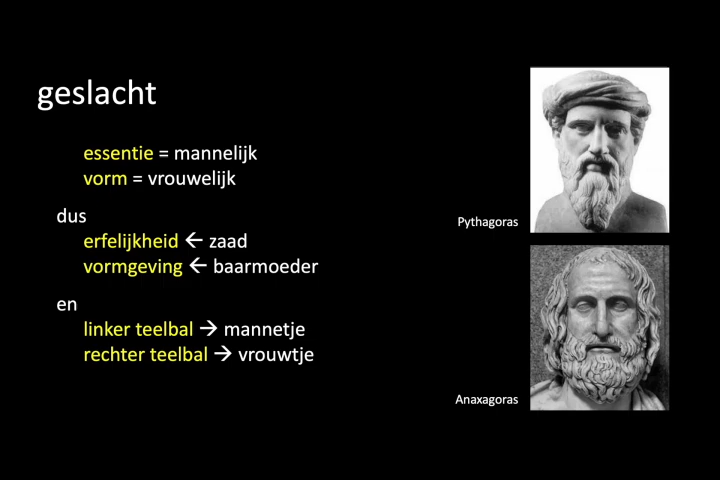 geslacht
essentie = mannelijk
vorm = vrouwelijk
dus
erfelijkheid ← zaad
vormgeving ← baarmoeder
en
linker teelbal → mannetje
rechter teelbal → vrouwtje
Pythagoras
Anaxagoras